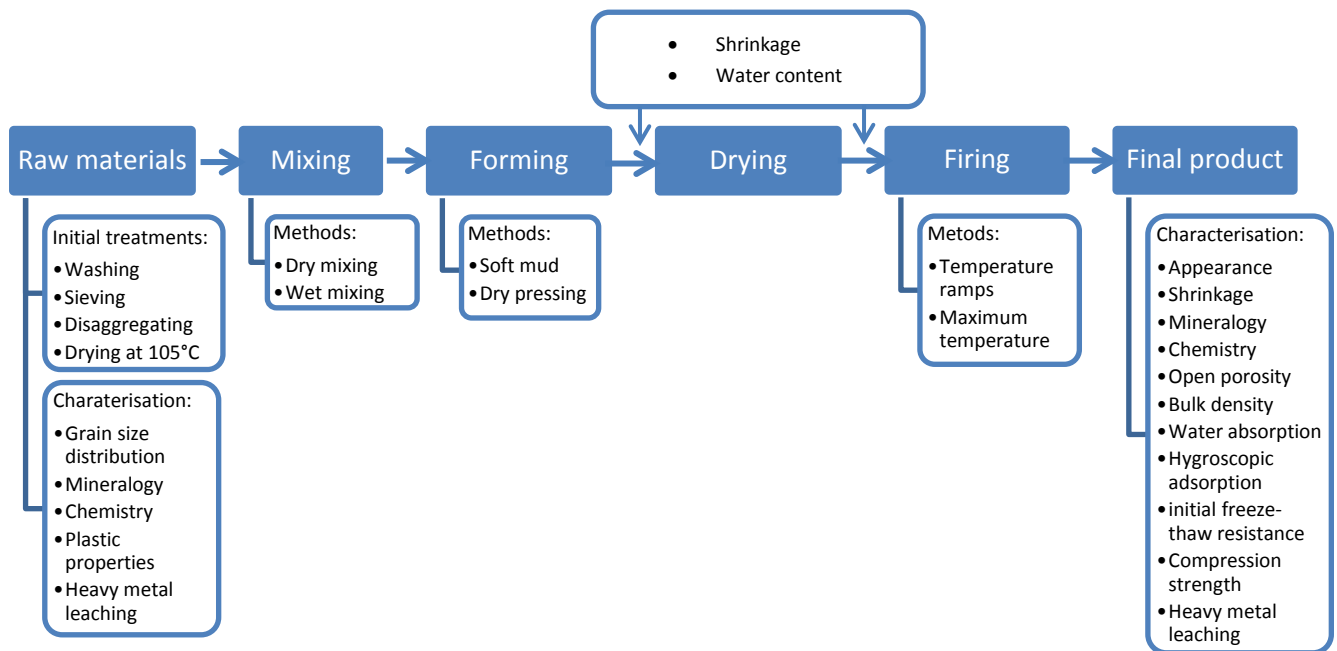 • Shrinkage
• Water content
Raw materials
Mixing
Forming
Drying
Firing
Final product
Initial treatments:
•Washing
•Sieving
•Disaggregating
•Drying at 105°C
Charaterisation:
•Grain size
distribution
•Mineralogy
•Chemistry
•Plastic
properties
•Heavy metal
leaching
Methods:
•Dry mixing
•Wet mixing
Methods:
•Soft mud
•Dry pressing
Metods:
•Temperature
ramps
•Maximum
temperature
Characterisation:
•Appearance
•Shrinkage
•Mineralogy
•Chemistry
•Open porosity
•Bulk density
•Water absorption
•Hygroscopic
adsorption
•initial freeze-
thaw resistance
•Compression
strength
•Heavy metal
leaching